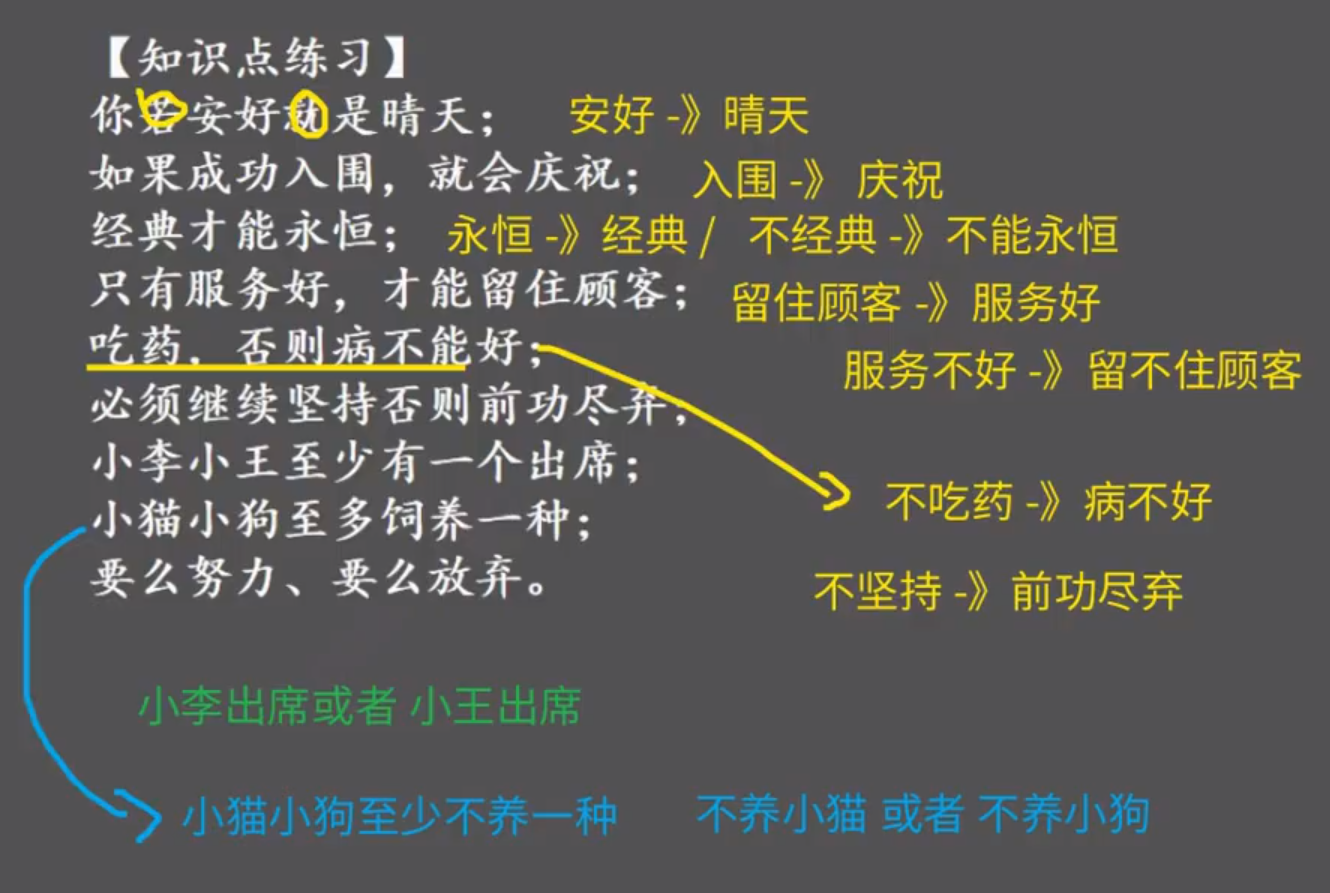 【知识点练习】
你若安好就是晴天； 安好 -》晴天
如果成功入围，就会庆祝； 入围 -》 庆祝
经典才能永恒； 永恒 -》经典 / 不经典 -》不能永恒
只有服务好，才能留住顾客； 留住顾客 -》服务好
吃药，否则病不能好； 服务不好 -》留不住顾客
必须继续坚持否则前功尽弃；
小李小王至少有一个出席；
小猫小狗至多饲养一种； 不吃药 -》病不好
要么努力、要么放弃。 不坚持 -》前功尽弃
小李出席或者 小王出席
小猫小狗至少不养一种 不养小猫 或者 不养小狗